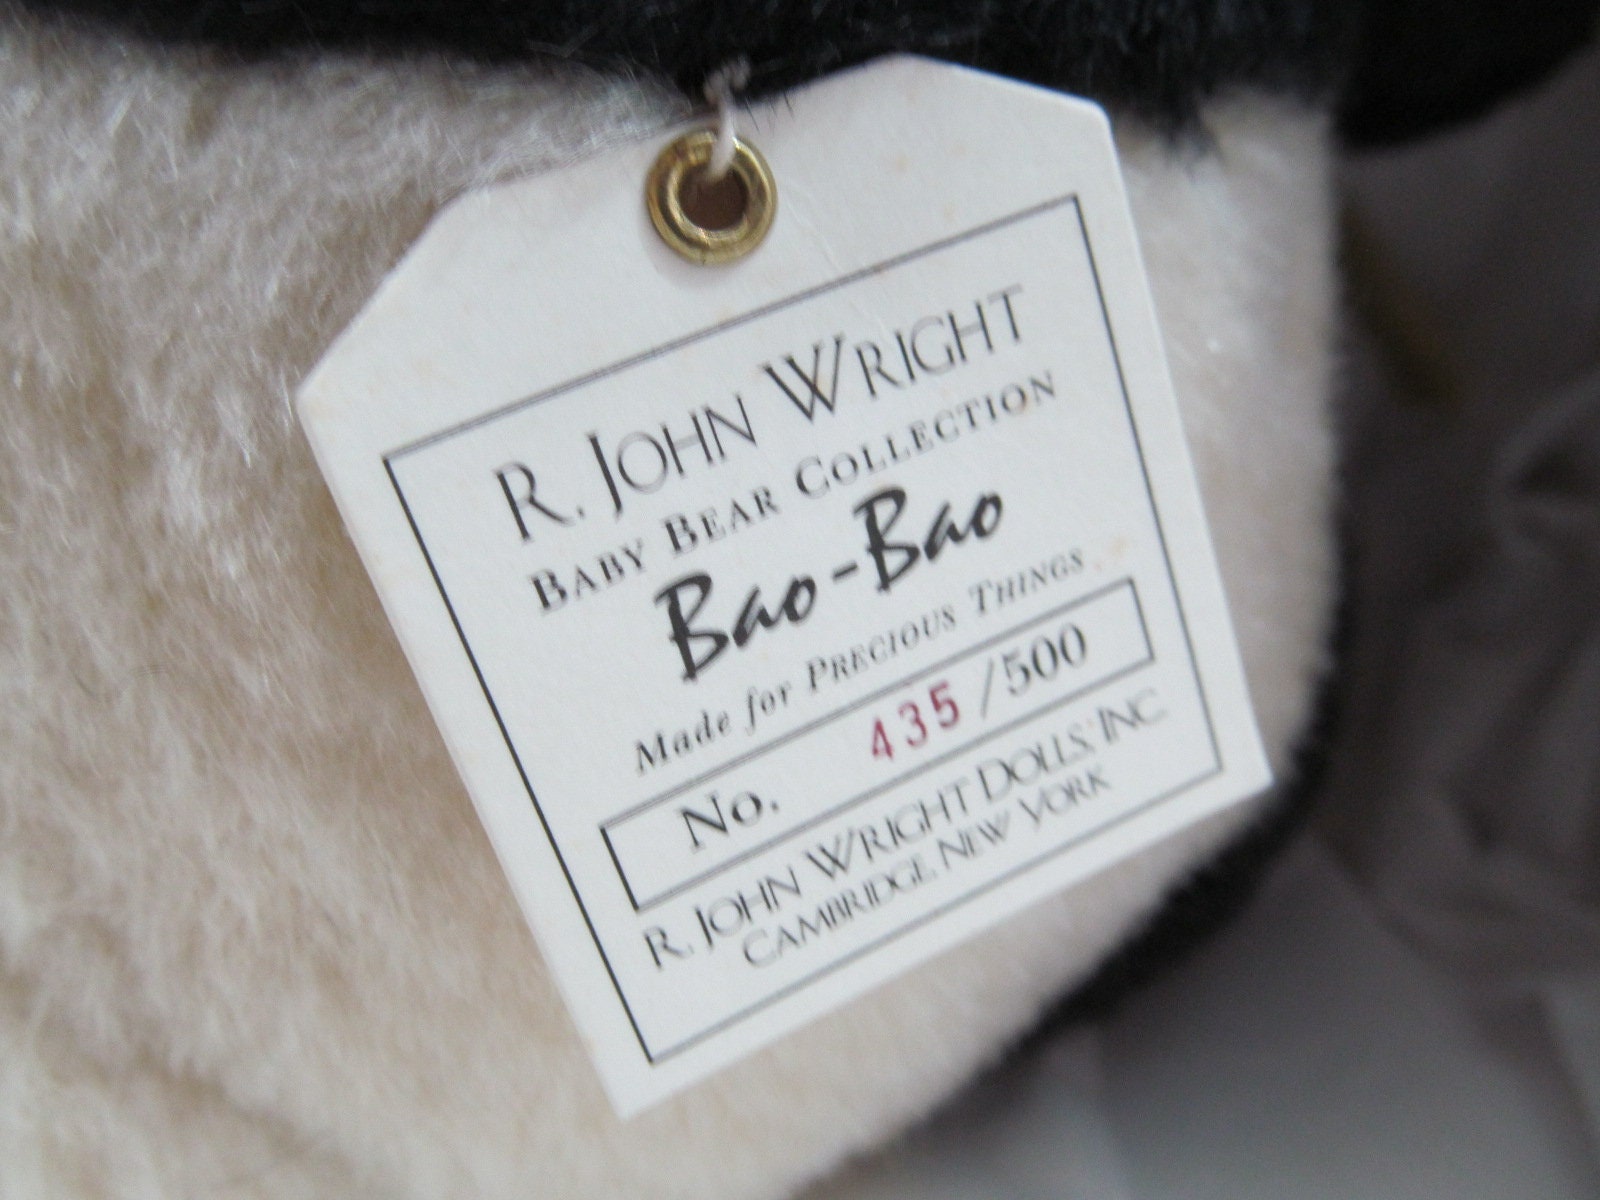 R. JOHN WRIGHT
BABY BEAR COLLECTION
Bao-Bao
Made for PRECIOUS THINGS
No. 435 /500
R. JOHN WRIGHT DOLLS, INC.
CAMBRIDGE, NEW YORK